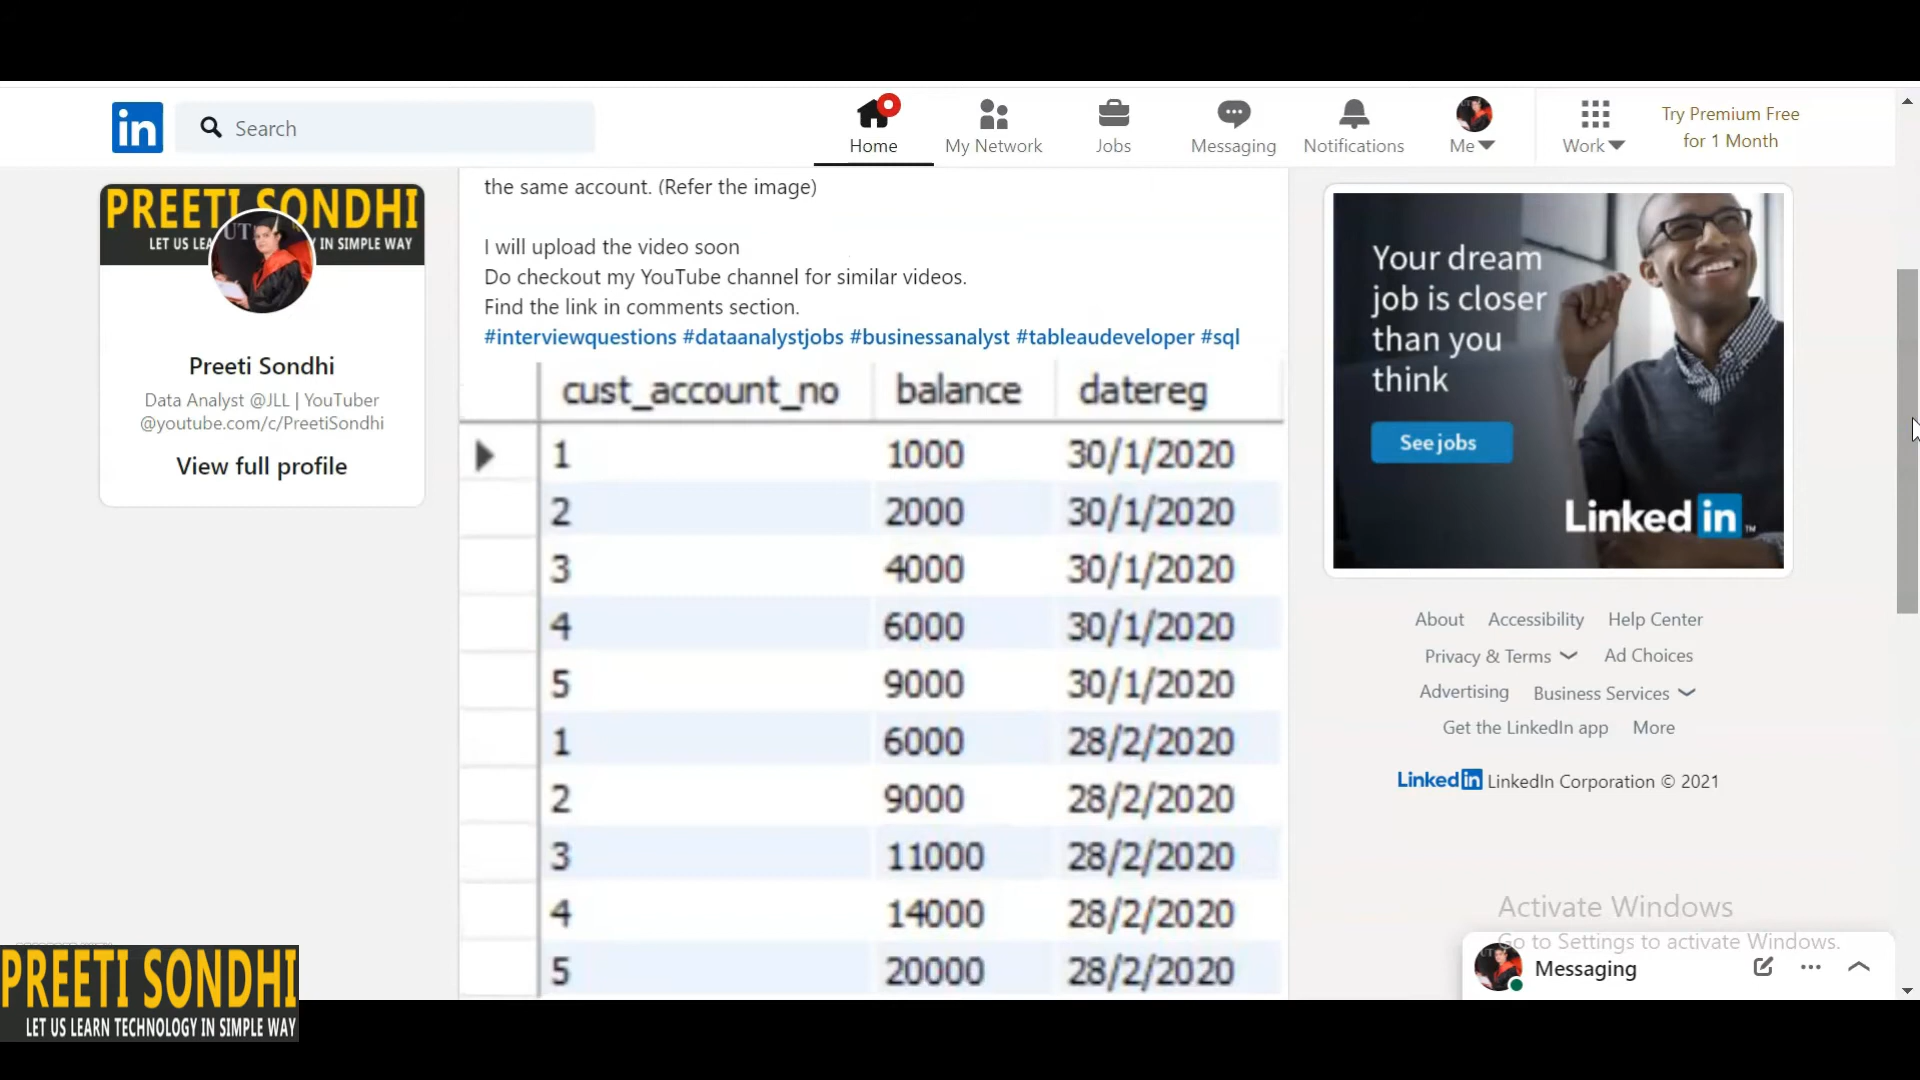 in
Search
Home
My Network
Jobs
Messaging
Notifications
Me
Work
Try Premium Free
for 1 Month
PREETI SONDHI
LET US LEA
IN SIMPLE WAY
Preeti Sondhi
Data Analyst @JLL | YouTuber
@youtube.com/c/PreetiSondhi
View full profile
the same account. (Refer the image)
I will upload the video soon
Do checkout my YouTube channel for similar videos.
Find the link in comments section.
#interviewquestions #dataanalystjobs #businessanalyst #tableaudeveloper #sql
cust_account_no balance datereg
1 1000 30/1/2020
2 2000 30/1/2020
3 4000 30/1/2020
4 6000 30/1/2020
5 9000 30/1/2020
1 6000 28/2/2020
2 9000 28/2/2020
3 11000 28/2/2020
4 14000 28/2/2020
5 20000 28/2/2020
Your dream
job is closer
than you
think
See jobs
Linked in
About Accessibility Help Center
Privacy & Terms Ad Choices
Advertising Business Services
Get the LinkedIn app More
Linked in LinkedIn Corporation © 2021
Activate Windows
Go to Settings to activate Windows.
Messaging
PREETI SONDHI
LET US LEARN TECHNOLOGY IN SIMPLE WAY